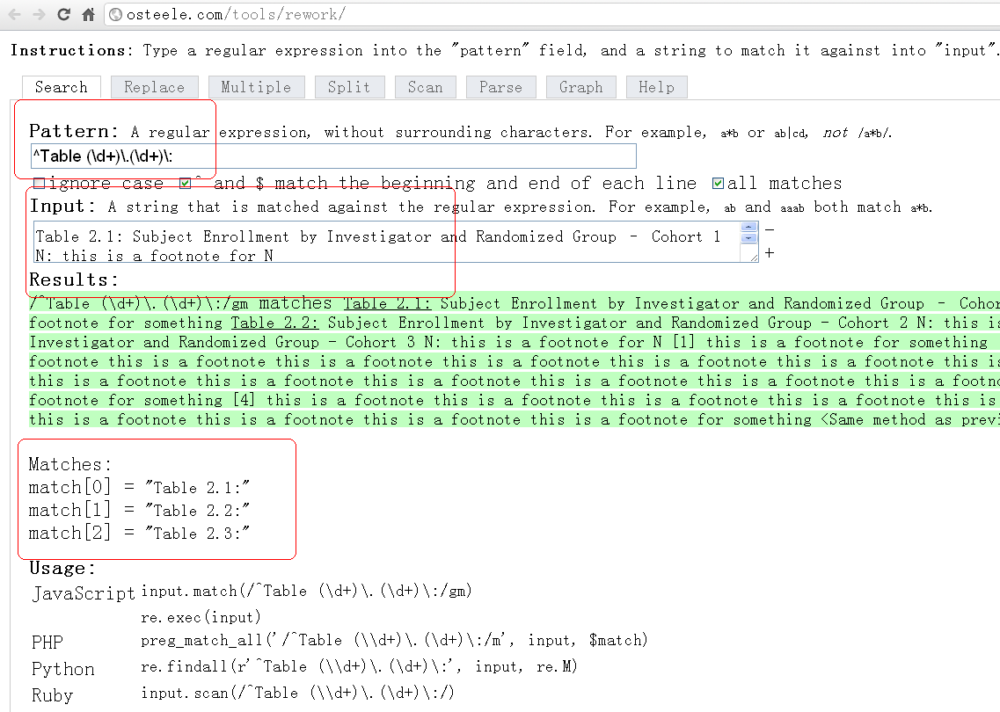 osteele.com/tools/rework/
Instructions: Type a regular expression into the "pattern" field, and a string to match it against into "input".
Search Replace Multiple Split Scan Parse Graph Help
Pattern: A regular expression, without surrounding characters. For example, a*b or ab|cd, not /a*b/.
^Table (\d+)\.(\d+)\:
ignore case ^ and $ match the beginning and end of each line all matches
Input: A string that is matched against the regular expression. For example, ab and aaab both match a*b.
Table 2.1: Subject Enrollment by Investigator and Randomized Group – Cohort 1 −
N: this is a footnote for N +
Results:
/^Table (\d+)\.(\d+)\:/gm matches Table 2.1: Subject Enrollment by Investigator and Randomized Group – Cohor
footnote for something Table 2.2: Subject Enrollment by Investigator and Randomized Group – Cohort 2 N: this is
Investigator and Randomized Group – Cohort 3 N: this is a footnote for N [1] this is a footnote for something
footnote this is a footnote this is a footnote this is a footnote this is a footnote this is a footnote this is
this is a footnote this is a footnote this is a footnote this is a footnote this is a footnote this is a footno
footnote for something [4] this is a footnote this is a footnote this is a footnote this is a footnote this is
this is a footnote this is a footnote this is a footnote this is a footnote for something <Same method as previ
Matches:
match[0] = "Table 2.1:"
match[1] = "Table 2.2:"
match[2] = "Table 2.3:"
Usage:
JavaScript input.match(/^Table (\d+)\.(\d+)\:/gm)
re.exec(input)
PHP preg_match_all('/^Table (\\d+)\.(\d+)\:/m', input, $match)
Python re.findall(r'^Table (\\d+)\.(\d+)\:', input, re.M)
Ruby input.scan(/^Table (\\d+)\.(\d+)\:/)